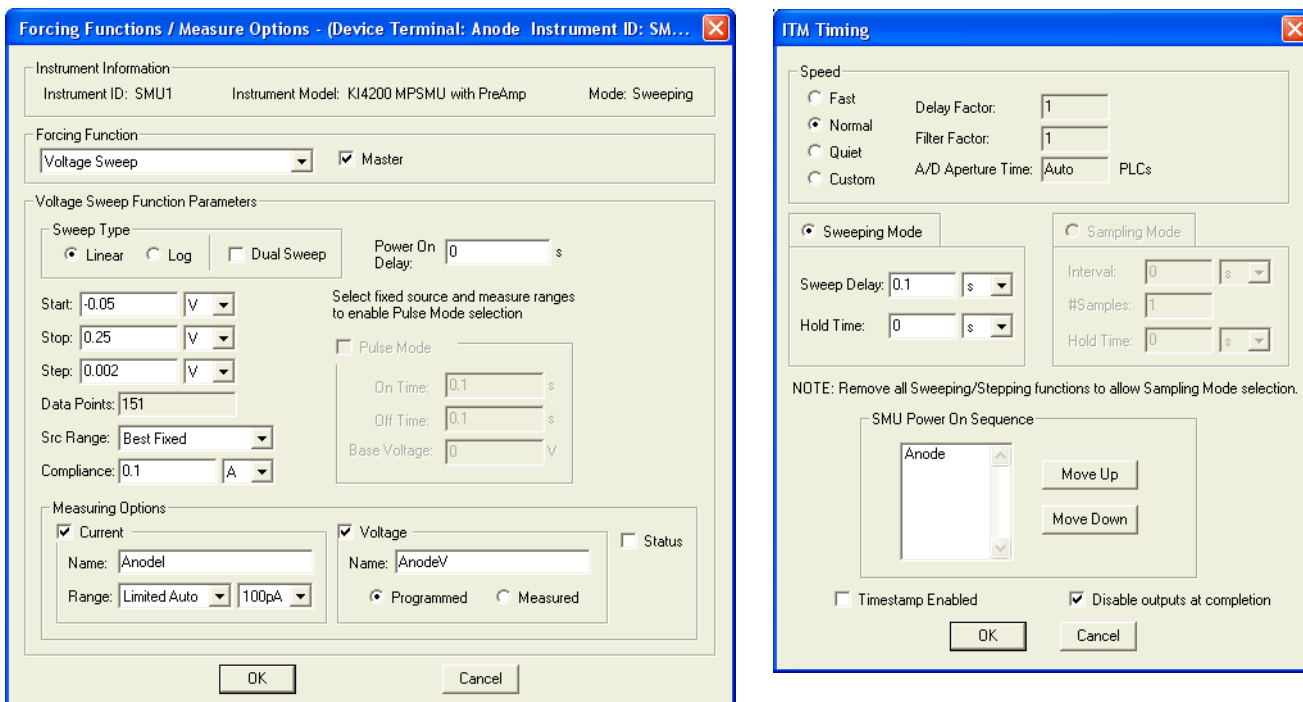 Forcing Functions / Measure Options - (Device Terminal: Anode Instrument ID: SM...
Instrument Information
Instrument ID: SMU1 Instrument Model: KI4200 MPSMU with PreAmp Mode: Sweeping
Forcing Function
Voltage Sweep Master
Voltage Sweep Function Parameters
Sweep Type
Linear Log Dual Sweep
Power On Delay: 0 s
Start: -0.05 V
Stop: 0.25 V
Step: 0.002 V
Data Points: 151
Src Range: Best Fixed
Compliance: 0.1 A
Select fixed source and measure ranges
to enable Pulse Mode selection
Pulse Mode
On Time: 0.1 s
Off Time: 0.1 s
Base Voltage: 0 V
Measuring Options
Current
Name: AnodeI
Range: Limited Auto 100pA
Voltage
Name: AnodeV
Programmed Measured
Status
OK Cancel
ITM Timing
Speed
Fast
Normal
Quiet
Custom
Delay Factor: 1
Filter Factor: 1
A/D Aperture Time: Auto PLCs
Sweeping Mode
Sweep Delay: 0.1 s
Hold Time: 0 s
Sampling Mode
Interval: 0 s
#Samples: 1
Hold Time: 0 s
NOTE: Remove all Sweeping/Stepping functions to allow Sampling Mode selection.
SMU Power On Sequence
Anode
Move Up
Move Down
Timestamp Enabled Disable outputs at completion
OK Cancel